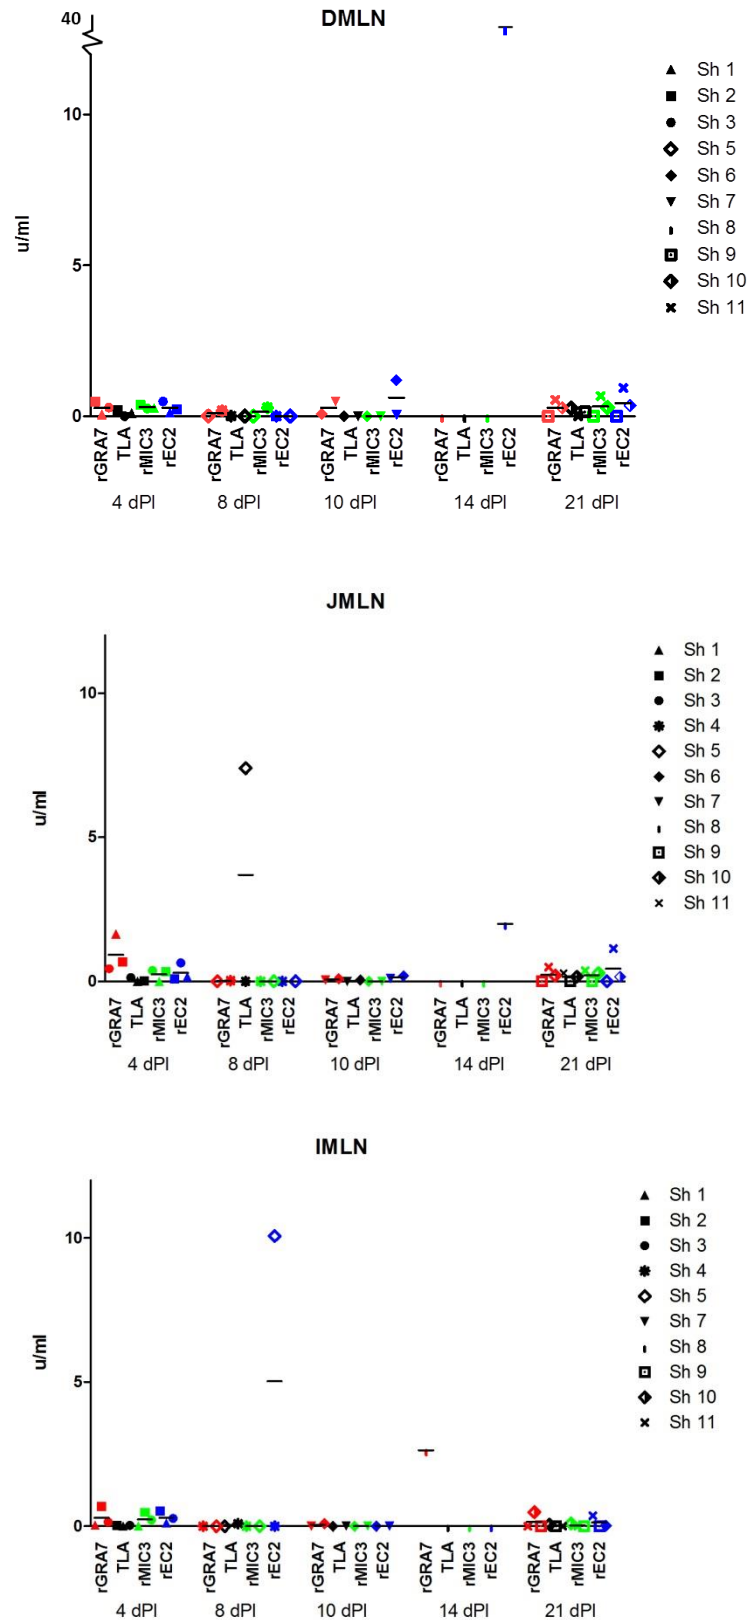 40
DMLN
Sh 1
Sh 2
10
Sh 3
Sh 5
Sh 6
Sh 7
Sh 8
u/ml
Sh 9
5
Sh 10
Sh 11
0
rGRA7 TLA rMIC3 rEC2 rGRA7 TLA rMIC3 rEC2 rGRA7 TLA rMIC3 rEC2 rGRA7 TLA rMIC3 rEC2 rGRA7 TLA rMIC3 rEC2
4 dPI 8 dPI 10 dPI 14 dPI 21 dPI
JMLN
Sh 1
Sh 2
10
Sh 3
Sh 4
Sh 5
Sh 6
u/ml
Sh 7
Sh 8
5
Sh 9
Sh 10
Sh 11
0
rGRA7 TLA rMIC3 rEC2 rGRA7 TLA rMIC3 rEC2 rGRA7 TLA rMIC3 rEC2 rGRA7 TLA rMIC3 rEC2 rGRA7 TLA rMIC3 rEC2
4 dPI 8 dPI 10 dPI 14 dPI 21 dPI
IMLN
Sh 1
Sh 2
10
Sh 3
Sh 4
Sh 5
Sh 7
u/ml
Sh 8
Sh 9
5
Sh 10
Sh 11
0
rGRA7 TLA rMIC3 rEC2 rGRA7 TLA rMIC3 rEC2 rGRA7 TLA rMIC3 rEC2 rGRA7 TLA rMIC3 rEC2 rGRA7 TLA rMIC3 rEC2
4 dPI 8 dPI 10 dPI 14 dPI 21 dPI